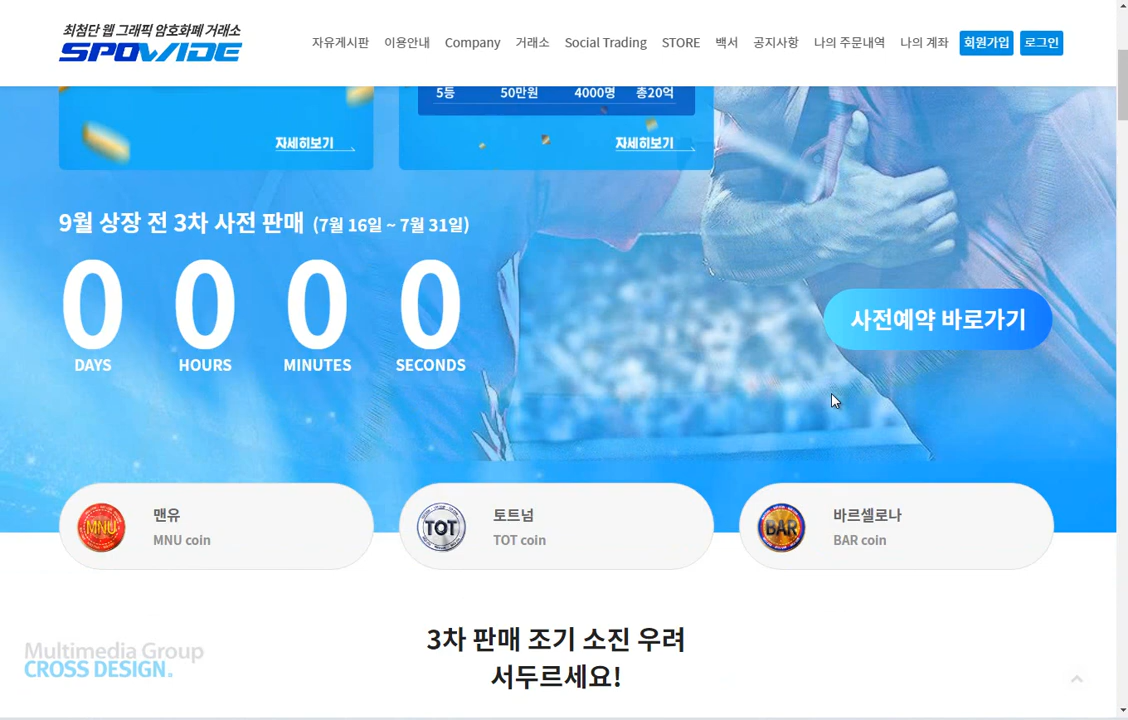 최첨단 웹 그래픽 암호화폐 거래소
SPOWIDE
자유게시판 이용안내 Company 거래소 Social Trading STORE 백서 공지사항 나의 주문내역 나의 계좌 회원가입 로그인
5등 50만원 4000명 총20억
자세히보기 자세히보기
9월 상장 전 3차 사전 판매 (7월 16일 ~ 7월 31일)
0 0 0 0
DAYS HOURS MINUTES SECONDS
사전예약 바로가기
MNU 맨유
MNU coin
TOT 토트넘
TOT coin
BAR 바르셀로나
BAR coin
3차 판매 조기 소진 우려
서두르세요!
Multimedia Group
CROSS DESIGN.